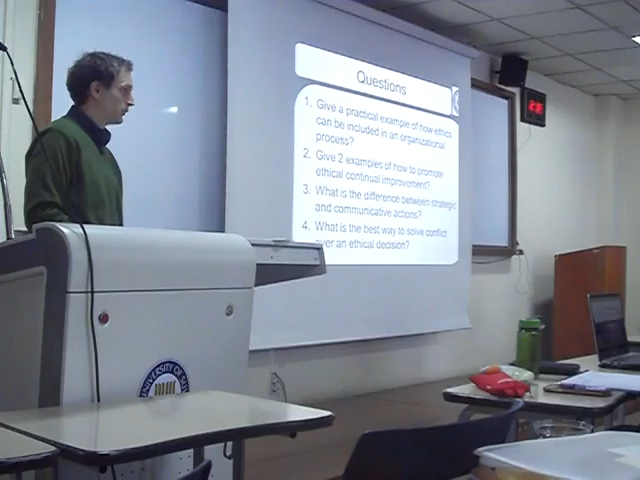 Questions
1. Give a practical example of how ethics
can be included in an organizational
process?
2. Give 2 examples of how to promote
ethical continual improvement?
3. What is the difference between strategic
and communicative actions?
4. What is the best way to solve conflict
over an ethical decision?
UNIVERSITY OF